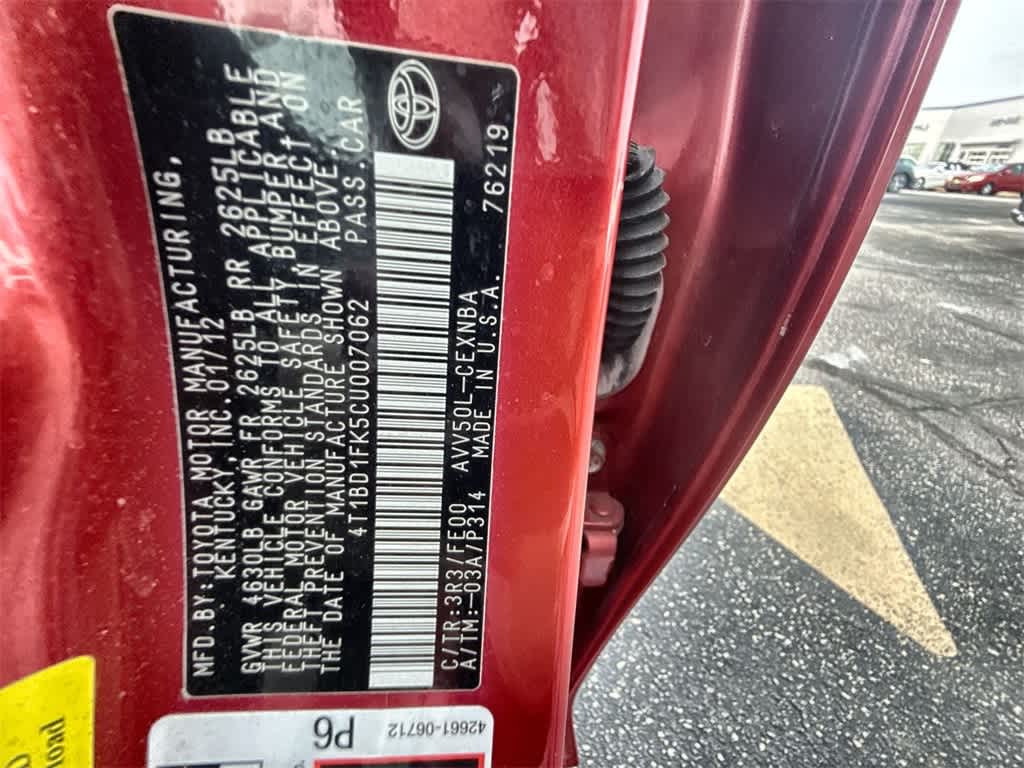 MFD.BY:TOYOTA MOTOR MANUFACTURING,
KENTUCKY, INC. 01/12
GVWR 4630LB GAWR FR 2625LB RR 2625LB
THIS VEHICLE CONFORMS TO ALL APPLICABLE
FEDERAL MOTOR VEHICLE SAFETY, BUMPER AND
THEFT PREVENTION STANDARDS IN EFFECT ON
THE DATE OF MANUFACTURE SHOWN ABOVE.
4T1BD1FK5CU007062 PASS.CAR
C/TR:3R3/FE00 AVV50L-CEXNBA 76219
A/TM:-03A/P314 MADE IN U.S.A.
42661-06712
P6
oad